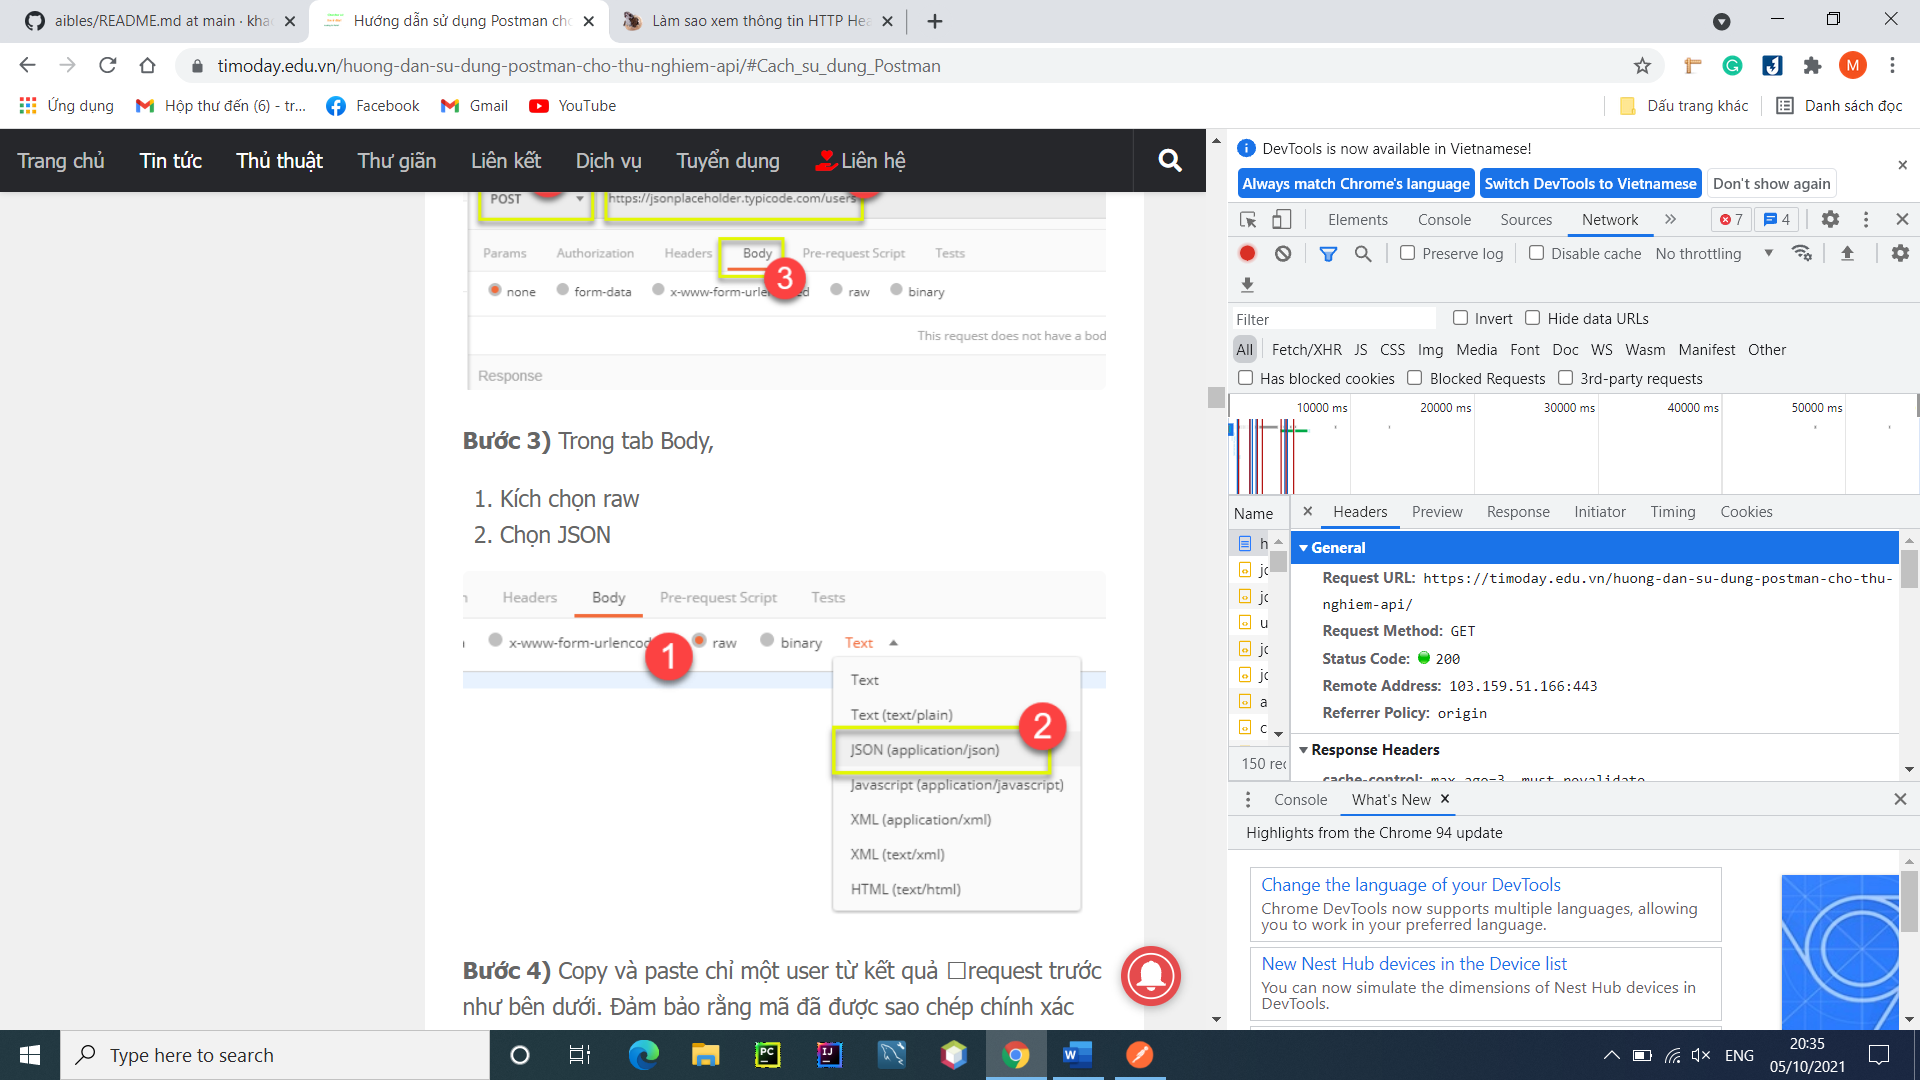 aibles/README.md at main · kha
Hướng dẫn sử dụng Postman cho
Làm sao xem thông tin HTTP Hea
timoday.edu.vn/huong-dan-su-dung-postman-cho-thu-nghiem-api/#Cach_su_dung_Postman
M
Ứng dụng
Hộp thư đến (6) - tr...
Facebook
Gmail
YouTube
Dấu trang khác
Danh sách đọc
Trang chủ
Tin tức
Thủ thuật
Thư giãn
Liên kết
Dịch vụ
Tuyển dụng
Liên hệ
POST
https://jsonplaceholder.typicode.com/users
Params
Authorization
Headers
Body
Pre-request Script
Tests
3
none
form-data
x-www-form-urlencoded
raw
binary
This request does not have a bod
Response
Bước 3) Trong tab Body,
1. Kích chọn raw
2. Chọn JSON
Headers
Body
Pre-request Script
Tests
x-www-form-urlencod
1
raw
binary
Text
Text
Text (text/plain)
2
JSON (application/json)
Javascript (application/javascript)
XML (application/xml)
XML (text/xml)
HTML (text/html)
Bước 4) Copy và paste chỉ một user từ kết quả □request trước
như bên dưới. Đảm bảo rằng mã đã được sao chép chính xác
DevTools is now available in Vietnamese!
Always match Chrome's language
Switch DevTools to Vietnamese
Don't show again
Elements
Console
Sources
Network
7
4
Preserve log
Disable cache
No throttling
Filter
Invert
Hide data URLs
All
Fetch/XHR
JS
CSS
Img
Media
Font
Doc
WS
Wasm
Manifest
Other
Has blocked cookies
Blocked Requests
3rd-party requests
10000 ms
20000 ms
30000 ms
40000 ms
50000 ms
Name
Headers
Preview
Response
Initiator
Timing
Cookies
h
jc
jc
u
jc
jc
a
c
150 rec
General
Request URL: https://timoday.edu.vn/huong-dan-su-dung-postman-cho-thu-
nghiem-api/
Request Method: GET
Status Code: 200
Remote Address: 103.159.51.166:443
Referrer Policy: origin
Response Headers
cache-control: max-age=3, must-revalidate
Console
What's New
Highlights from the Chrome 94 update
Change the language of your DevTools
Chrome DevTools now supports multiple languages, allowing
you to work in your preferred language.
New Nest Hub devices in the Device list
You can now simulate the dimensions of Nest Hub devices in
DevTools.
Type here to search
PC
IJ
W
ENG
20:35
05/10/2021